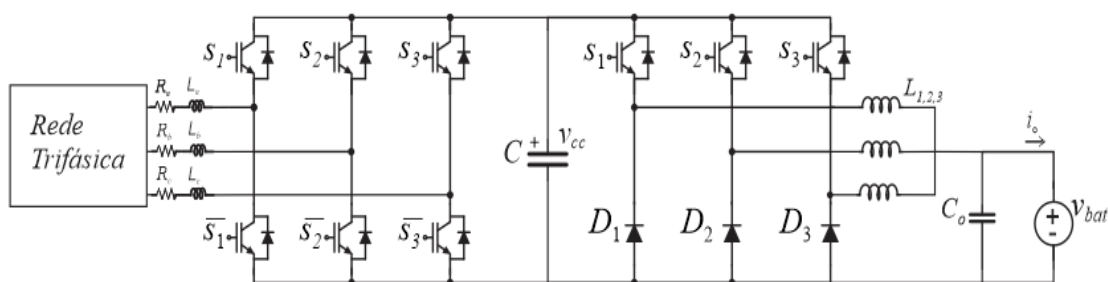 s1 s2 s3 s1 s2 s3
Ra La
Rb Lb
Rc Lc
Rede
Trifásica
C + vcc
L1,2,3
io
s̅1 s̅2 s̅3
D1 D2 D3
Co
+
-
vbat